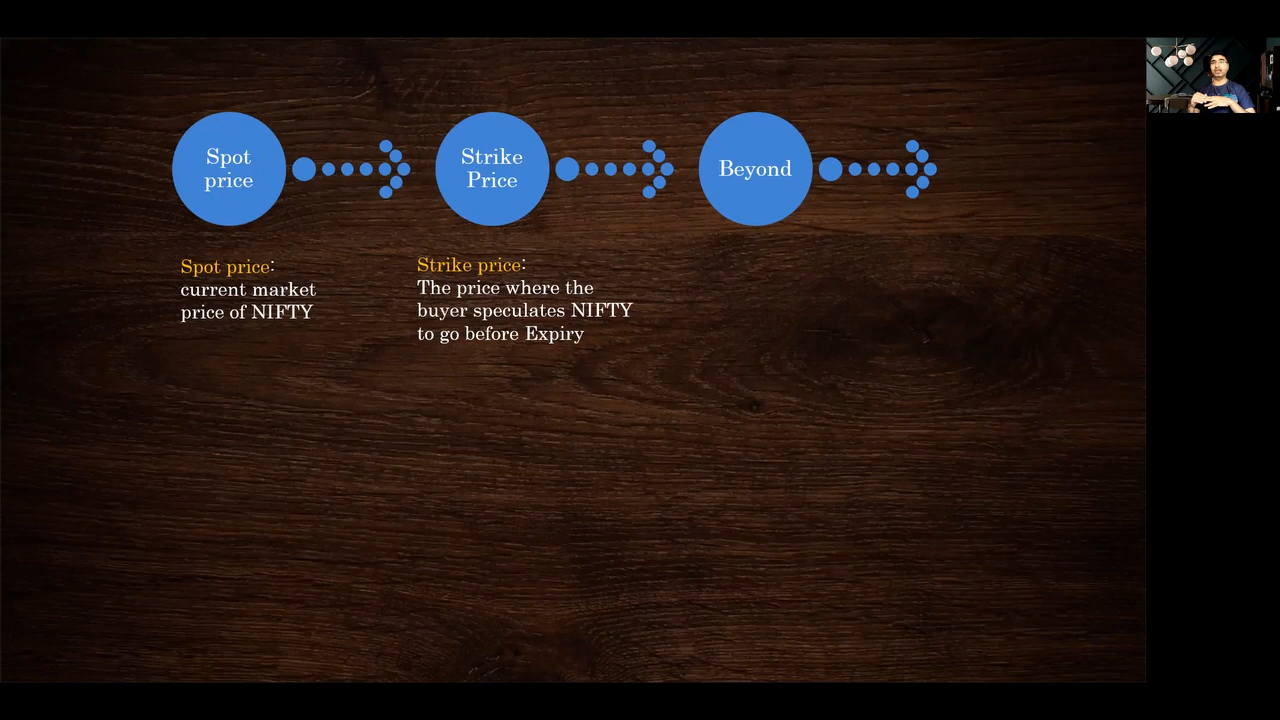 Spot
price
Strike
Price
Beyond
Spot price:
current market
price of NIFTY
Strike price:
The price where the
buyer speculates NIFTY
to go before Expiry